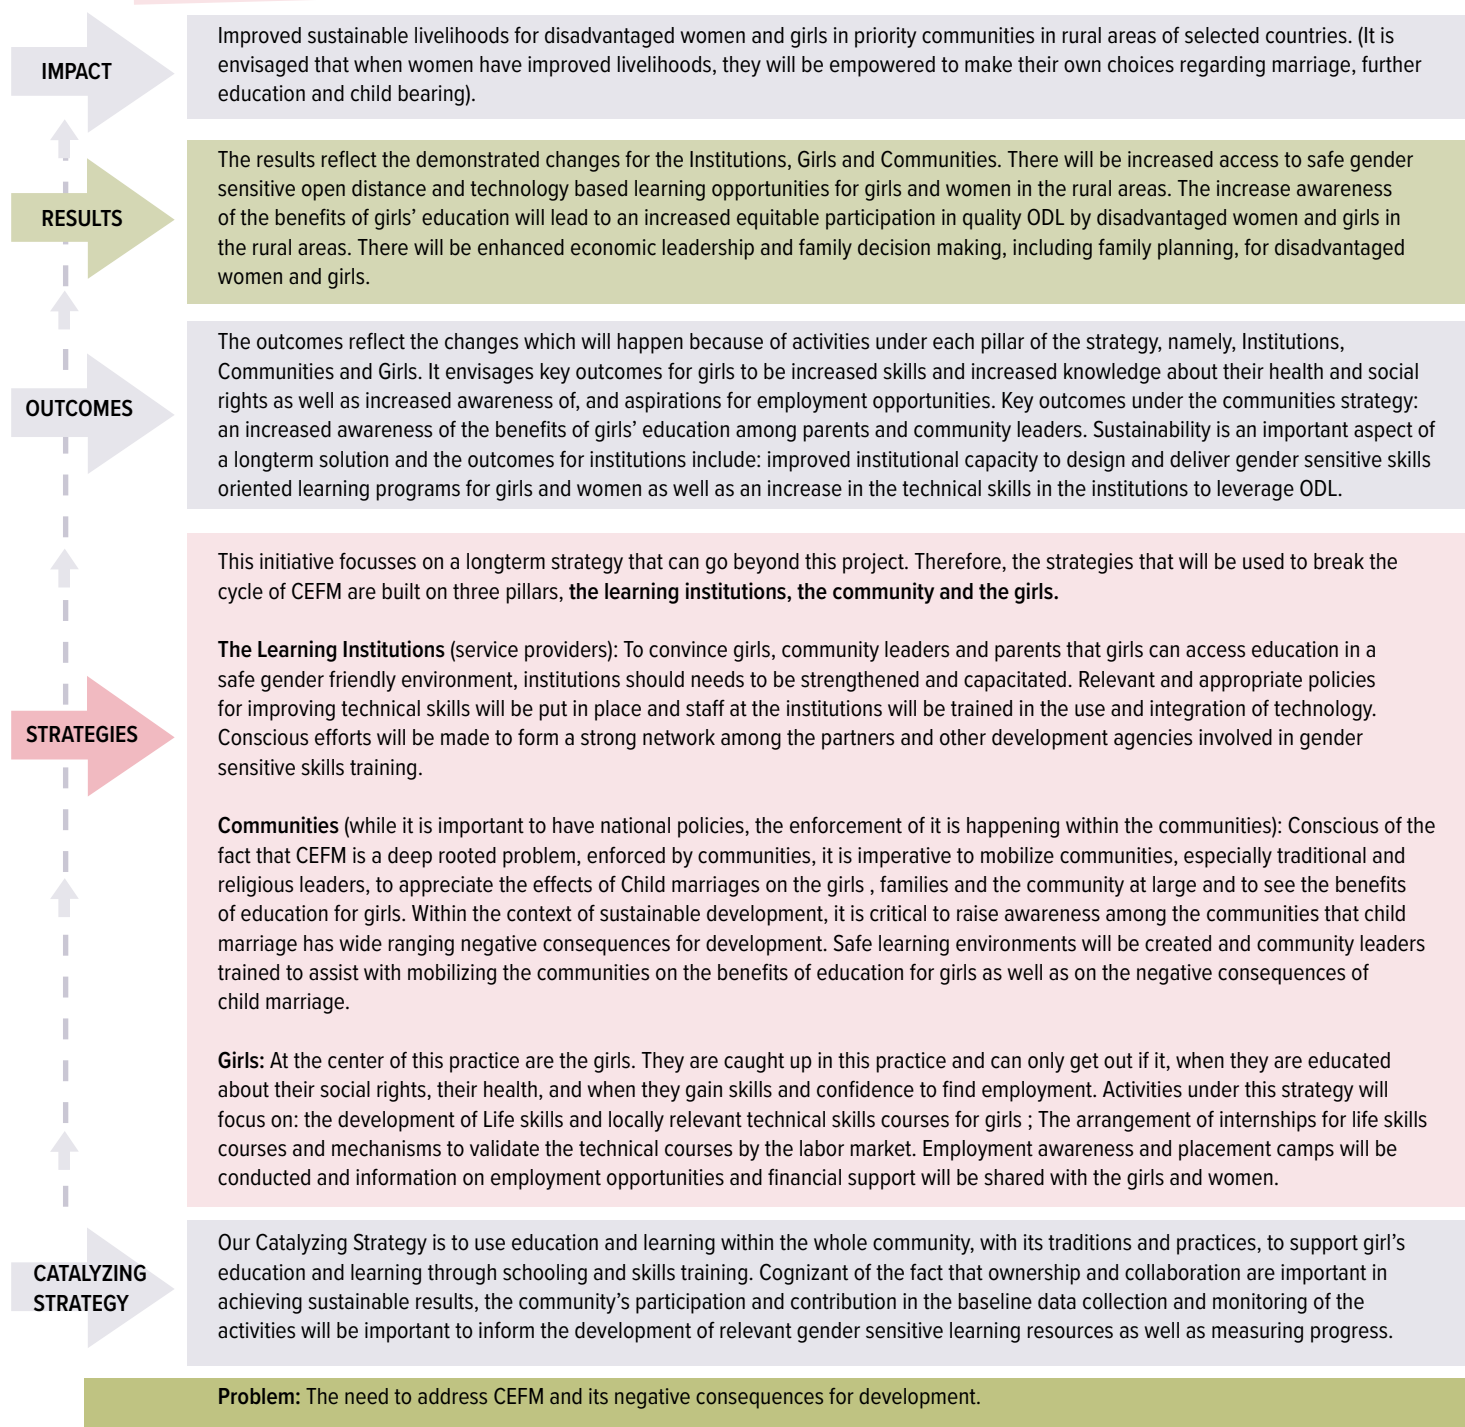 IMPACT
Improved sustainable livelihoods for disadvantaged women and girls in priority communities in rural areas of selected countries. (It is
envisaged that when women have improved livelihoods, they will be empowered to make their own choices regarding marriage, further
education and child bearing).
RESULTS
The results reflect the demonstrated changes for the Institutions, Girls and Communities. There will be increased access to safe gender
sensitive open distance and technology based learning opportunities for girls and women in the rural areas. The increase awareness
of the benefits of girls’ education will lead to an increased equitable participation in quality ODL by disadvantaged women and girls in
the rural areas. There will be enhanced economic leadership and family decision making, including family planning, for disadvantaged
women and girls.
OUTCOMES
The outcomes reflect the changes which will happen because of activities under each pillar of the strategy, namely, Institutions,
Communities and Girls. It envisages key outcomes for girls to be increased skills and increased knowledge about their health and social
rights as well as increased awareness of, and aspirations for employment opportunities. Key outcomes under the communities strategy:
an increased awareness of the benefits of girls’ education among parents and community leaders. Sustainability is an important aspect of
a longterm solution and the outcomes for institutions include: improved institutional capacity to design and deliver gender sensitive skills
oriented learning programs for girls and women as well as an increase in the technical skills in the institutions to leverage ODL.
STRATEGIES
This initiative focusses on a longterm strategy that can go beyond this project. Therefore, the strategies that will be used to break the
cycle of CEFM are built on three pillars, the learning institutions, the community and the girls.
The Learning Institutions (service providers): To convince girls, community leaders and parents that girls can access education in a
safe gender friendly environment, institutions should needs to be strengthened and capacitated. Relevant and appropriate policies
for improving technical skills will be put in place and staff at the institutions will be trained in the use and integration of technology.
Conscious efforts will be made to form a strong network among the partners and other development agencies involved in gender
sensitive skills training.
Communities (while it is important to have national policies, the enforcement of it is happening within the communities): Conscious of the
fact that CEFM is a deep rooted problem, enforced by communities, it is imperative to mobilize communities, especially traditional and
religious leaders, to appreciate the effects of Child marriages on the girls , families and the community at large and to see the benefits
of education for girls. Within the context of sustainable development, it is critical to raise awareness among the communities that child
marriage has wide ranging negative consequences for development. Safe learning environments will be created and community leaders
trained to assist with mobilizing the communities on the benefits of education for girls as well as on the negative consequences of
child marriage.
Girls: At the center of this practice are the girls. They are caught up in this practice and can only get out if it, when they are educated
about their social rights, their health, and when they gain skills and confidence to find employment. Activities under this strategy will
focus on: the development of Life skills and locally relevant technical skills courses for girls ; The arrangement of internships for life skills
courses and mechanisms to validate the technical courses by the labor market. Employment awareness and placement camps will be
conducted and information on employment opportunities and financial support will be shared with the girls and women.
CATALYZING
STRATEGY
Our Catalyzing Strategy is to use education and learning within the whole community, with its traditions and practices, to support girl’s
education and learning through schooling and skills training. Cognizant of the fact that ownership and collaboration are important in
achieving sustainable results, the community’s participation and contribution in the baseline data collection and monitoring of the
activities will be important to inform the development of relevant gender sensitive learning resources as well as measuring progress.
Problem: The need to address CEFM and its negative consequences for development.